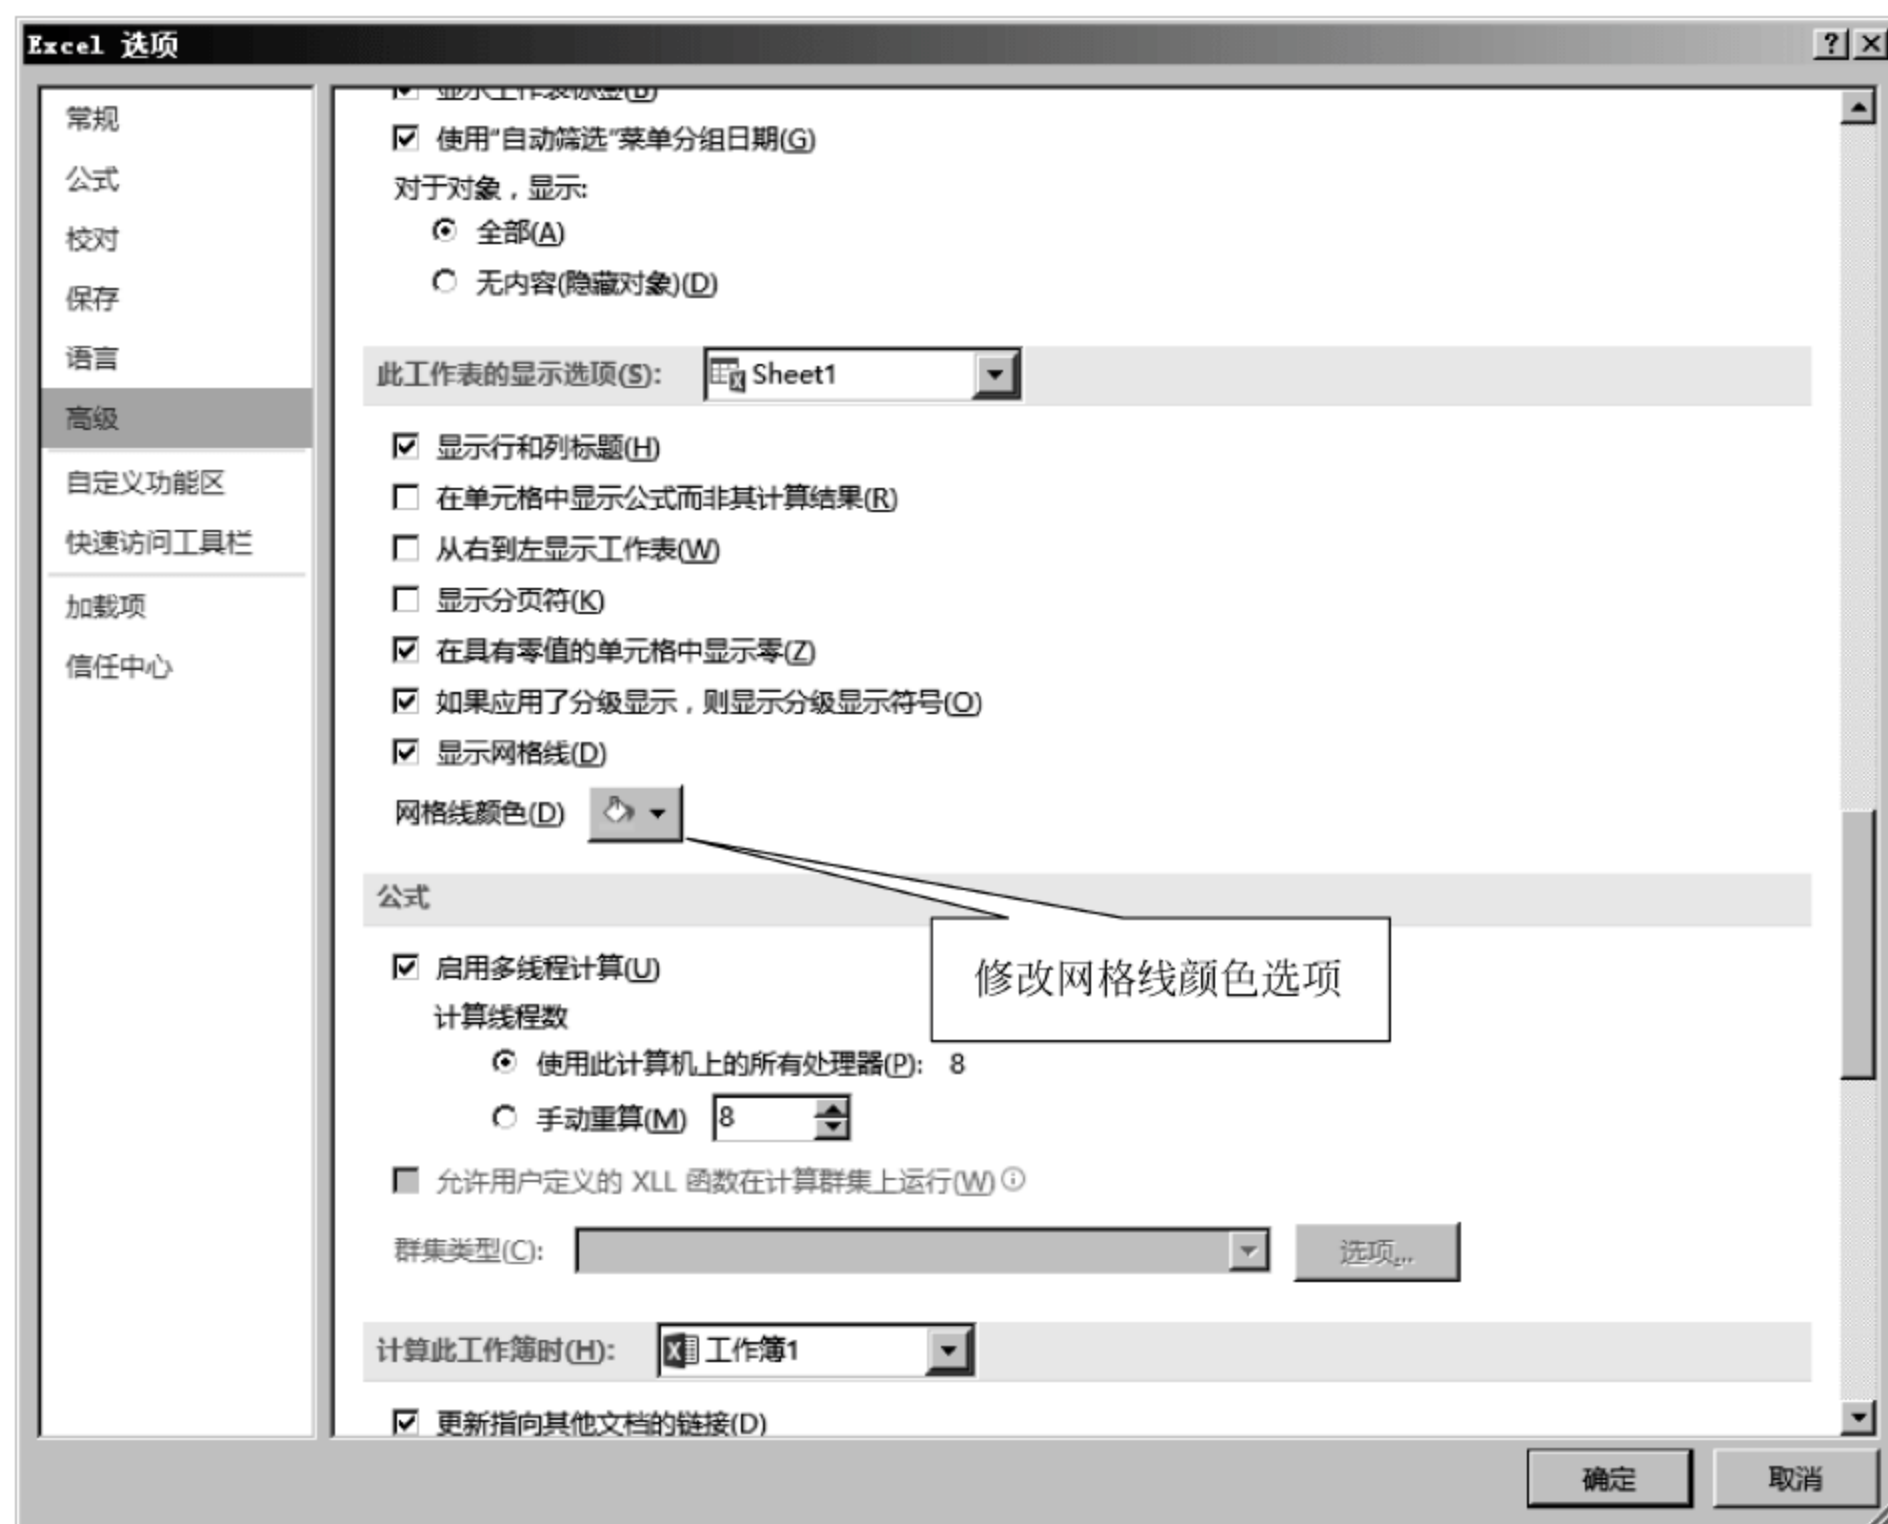 Excel 选项
常规
公式
校对
保存
语言
高级
自定义功能区
快速访问工具栏
加载项
信任中心
显示工作表标签(B)
使用“自动筛选”菜单分组日期(G)
对于对象，显示:
全部(A)
无内容(隐藏对象)(D)
此工作表的显示选项(S): Sheet1
显示行和列标题(H)
在单元格中显示公式而非其计算结果(R)
从右到左显示工作表(W)
显示分页符(K)
在具有零值的单元格中显示零(Z)
如果应用了分级显示，则显示分级显示符号(O)
显示网格线(D)
网格线颜色(D)
公式
修改网格线颜色选项
启用多线程计算(U)
计算线程数
使用此计算机上的所有处理器(P): 8
手动重算(M) 8
允许用户定义的 XLL 函数在计算群集上运行(W)
群集类型(C): 选项...
计算此工作簿时(H): 工作簿1
更新指向其他文档的链接(D)
确定 取消